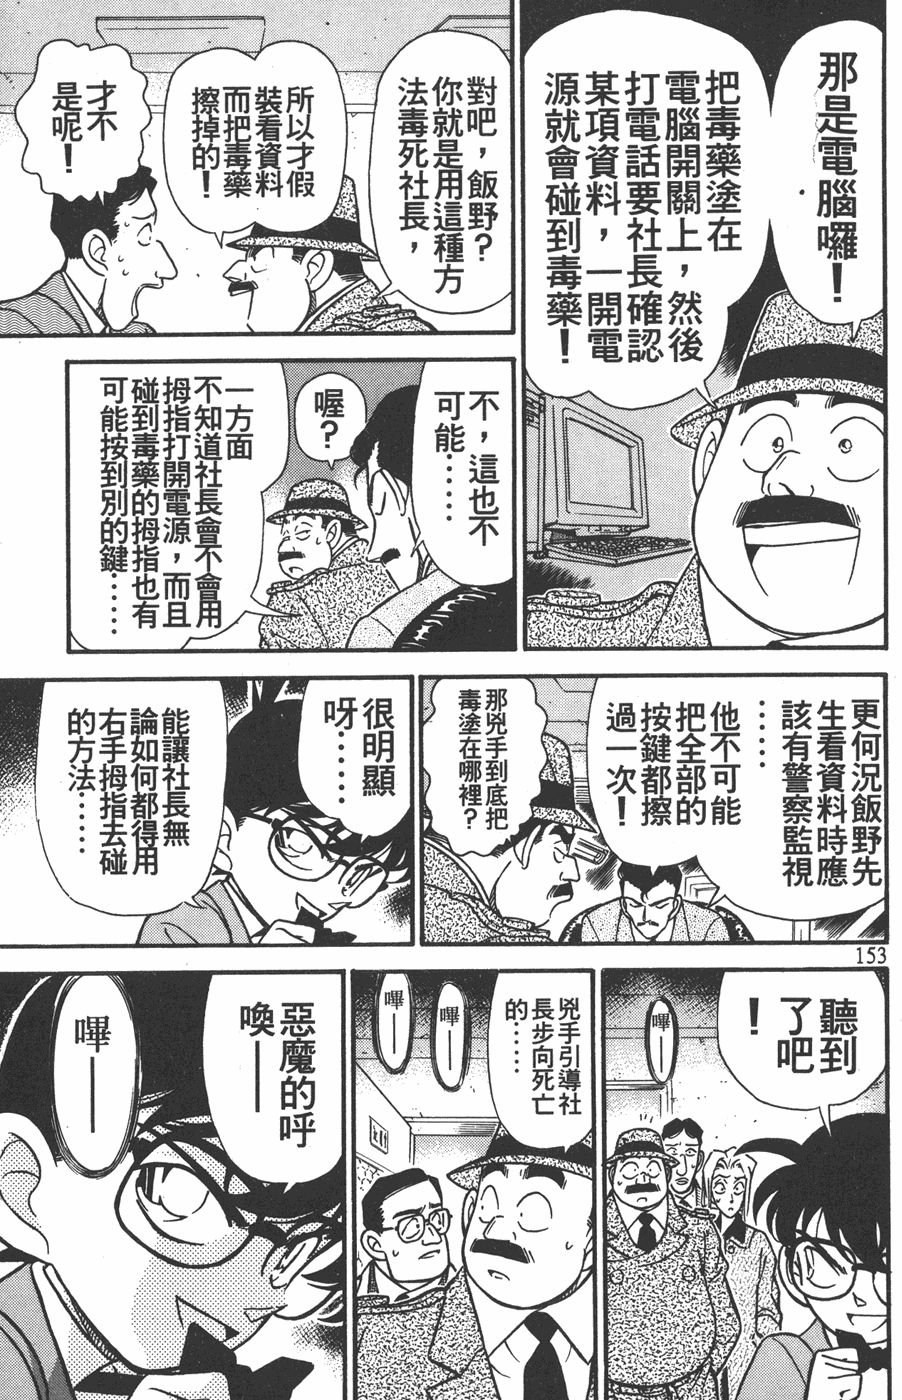 那是電腦囉！
把毒藥塗在
電腦開關上，然後
打電話要社長確認
某項資料，一開電
源就會碰到毒藥！
對吧，飯野？
你就是用這種方
法毒死社長，
所以才假
裝看資料
而把毒藥
擦掉的！
才不
是呢！
不，這也不
可能……
喔？
一方面
不知道社長會不會用
拇指打開電源，而且
碰到毒藥的拇指也有
可能按到別的鍵……
更何況飯野先
生看資料時應
該有警察監視
……
他不可能
把全部的
按鍵都擦
過一次！
那兇手到底把
毒塗在哪裡？
很明顯
呀……
能讓社長無
論如何都得用
右手拇指去碰
的方法……
153
聽到
了吧
！
嗶—
兇手引導社
長步向死亡
的……
嗶—
嗶—
惡魔的呼
喚—
嗶—